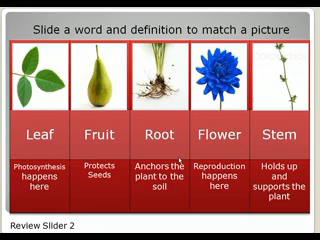 Slide a word and definition to match a picture
Leaf
Fruit
Root
Flower
Stem
Photosynthesis
happens
here
Protects
Seeds
Anchors the
plant to the
soil
Reproduction
happens
here
Holds up
and
supports the
plant
Review Slider 2